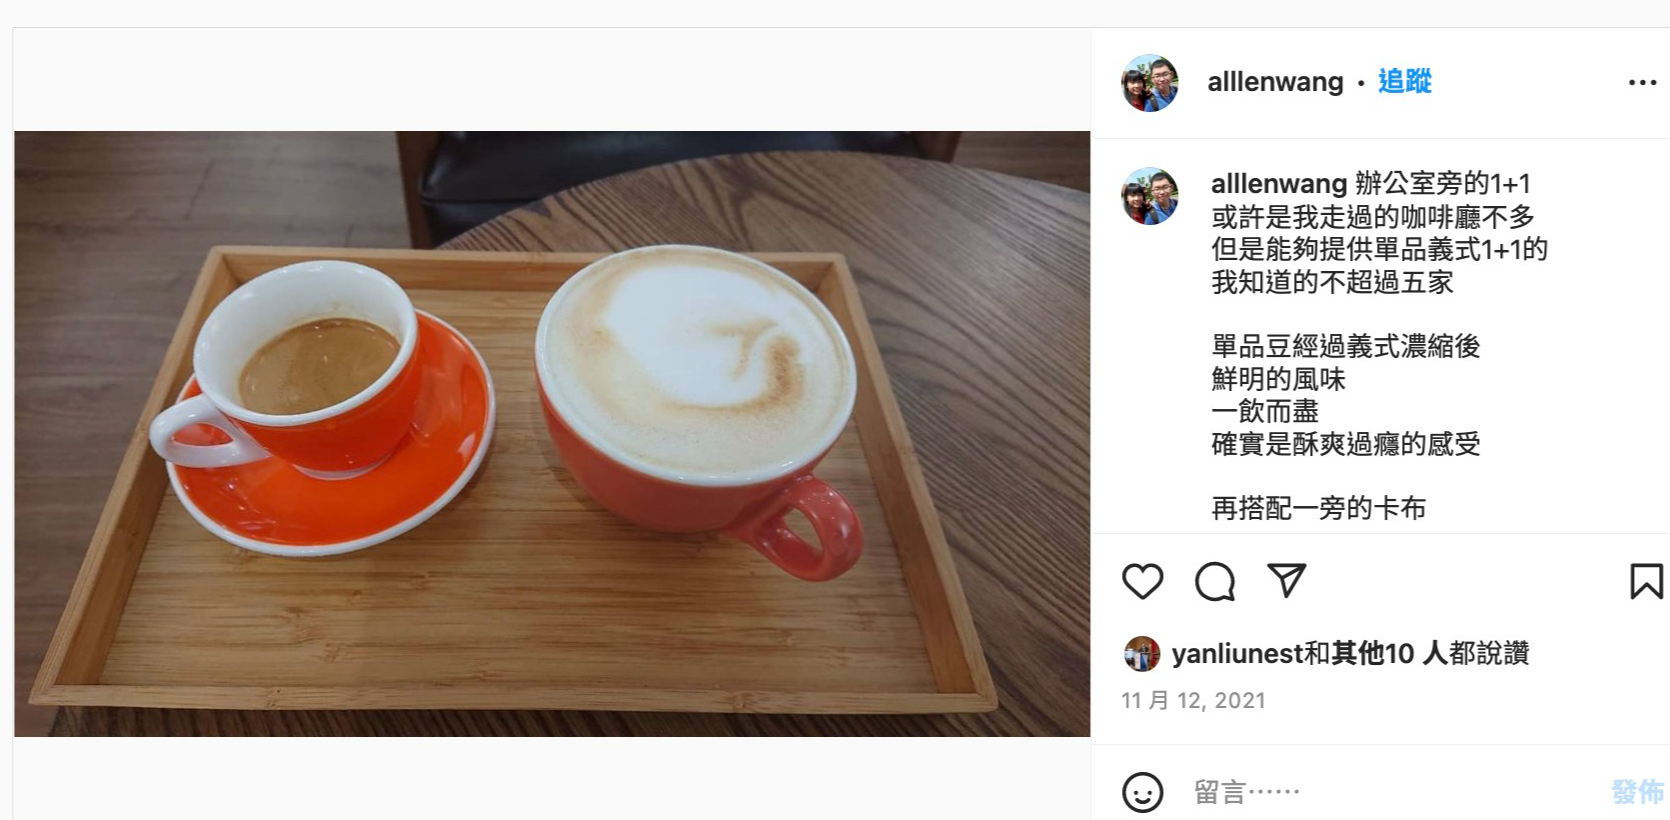 alllenwang • 追蹤
alllenwang 辦公室旁的1+1
或許是我走過的咖啡廳不多
但是能夠提供單品義式1+1的
我知道的不超過五家
單品豆經過義式濃縮後
鮮明的風味
一飲而盡
確實是酥爽過癮的感受
再搭配一旁的卡布
yanliunest和其他10 人都說讚
11 月 12, 2021
留言⋯⋯
發佈